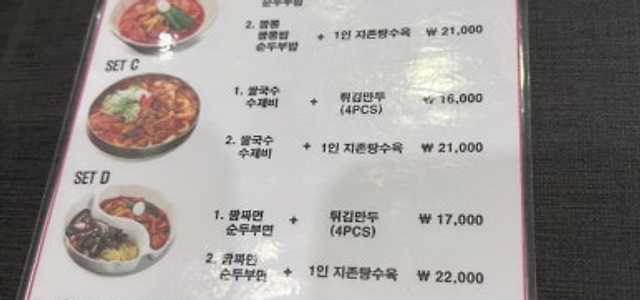 순두부밥
2. 짬뽕
짬뽕밥 + 1인 지존탕수육 ₩ 21,000
순두부밥
SET C
1. 쌀국수 + 튀김만두 ₩ 16,000
수제비 (4PCS)
2. 쌀국수 + 1인 지존탕수육 ₩ 21,000
수제비
SET D
1. 짬짜면 + 튀김만두 ₩ 17,000
순두부면 (4PCS)
2. 짬짜면 + 1인 지존탕수육 ₩ 22,000
순두부면